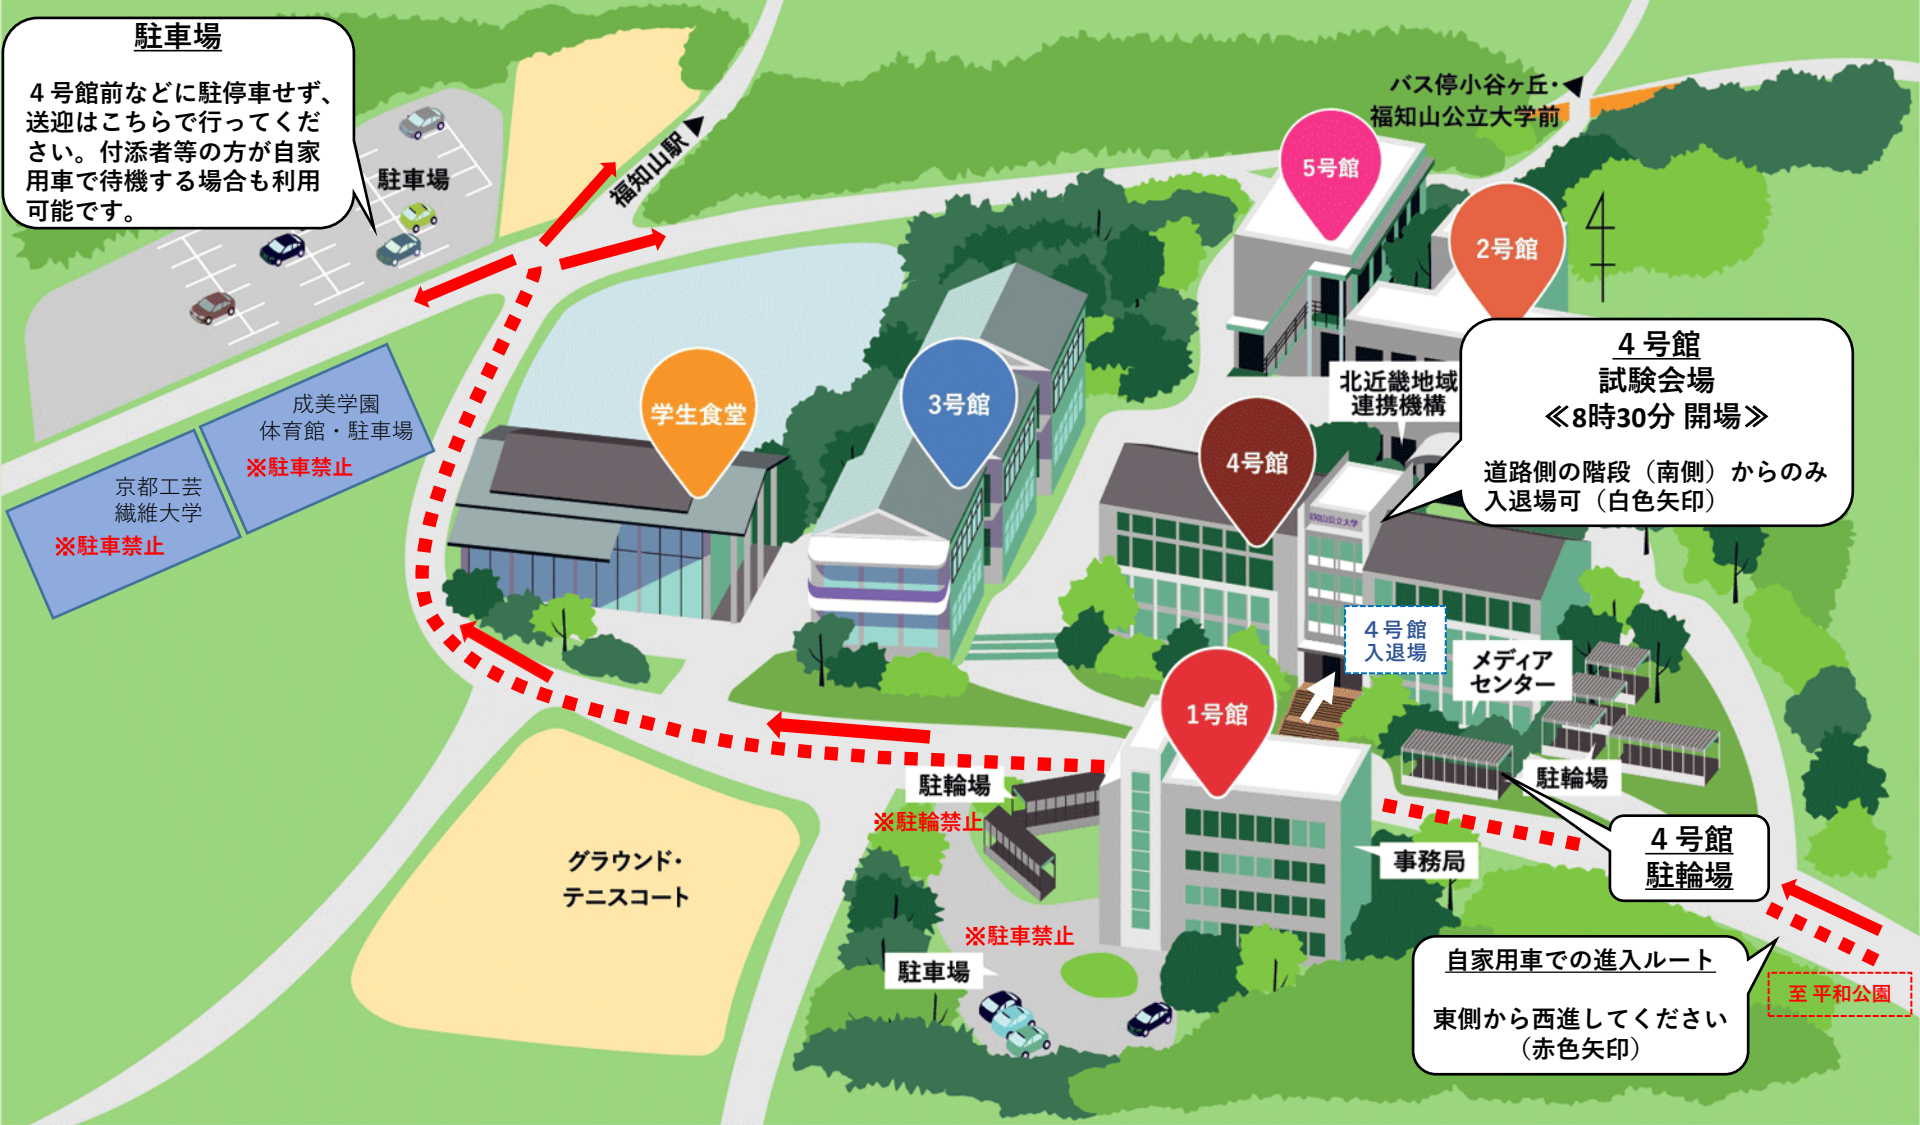 駐車場
４号館前などに駐停車せず、
送迎はこちらで行ってくだ
さい。付添者等の方が自家
用車で待機する場合も利用
可能です。
駐車場
福知山駅▶
バス停小谷ヶ丘・◀
福知山公立大学前
5号館
2号館
４号館
試験会場
≪8時30分 開場≫
道路側の階段（南側）からのみ
入退場可（白色矢印）
北近畿地域
連携機構
学生食堂
3号館
4号館
福知山公立大学
成美学園
体育館・駐車場
※駐車禁止
京都工芸
繊維大学
※駐車禁止
４号館
入退場
メディア
センター
1号館
駐輪場
※駐輪禁止
駐輪場
４号館
駐輪場
事務局
グラウンド・
テニスコート
※駐車禁止
駐車場
自家用車での進入ルート
東側から西進してください
（赤色矢印）
至 平和公園